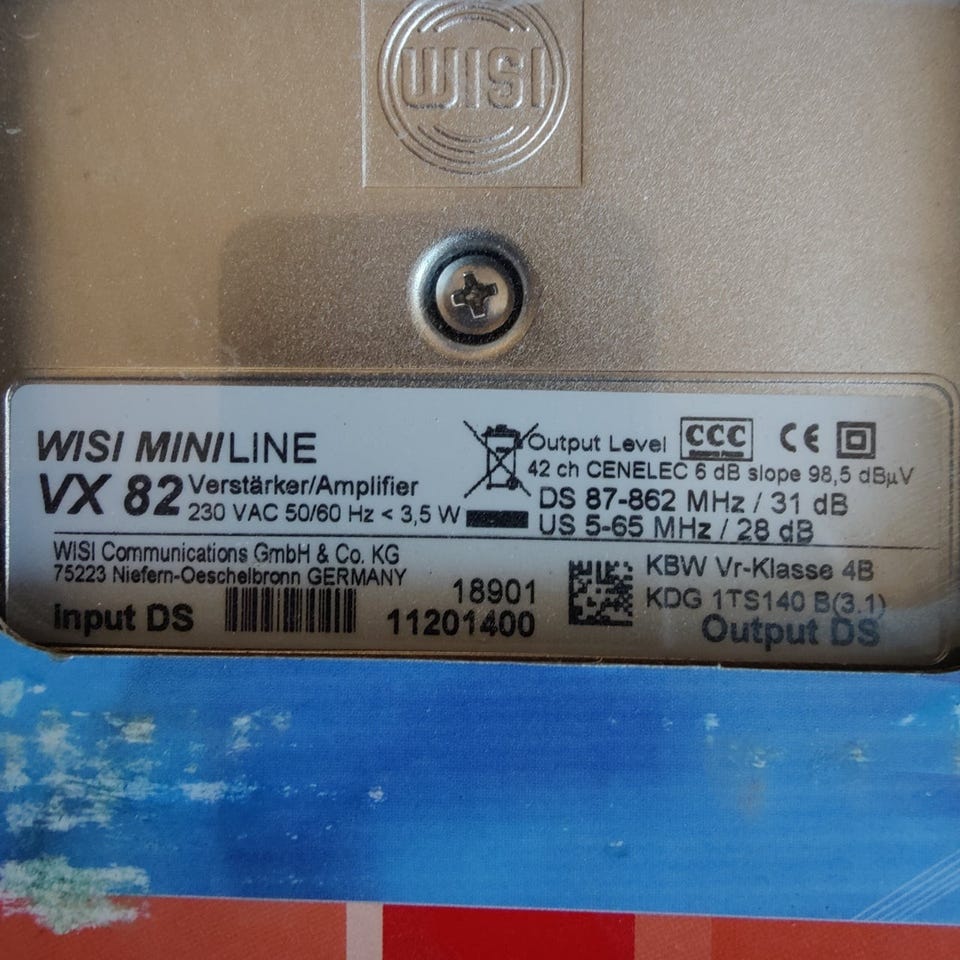 WISI
WISI MINILINE
VX 82 Verstärker/Amplifier
230 VAC 50/60 Hz < 3,5 W
Output Level CCC CE
42 ch CENELEC 6 dB slope 98,5 dBµV
DS 87-862 MHz / 31 dB
US 5-65 MHz / 28 dB
WISI Communications GmbH & Co. KG
75223 Niefern-Oeschelbronn GERMANY
Input DS
18901
11201400
KBW Vr-Klasse 4B
KDG 1TS140 B(3.1)
Output DS